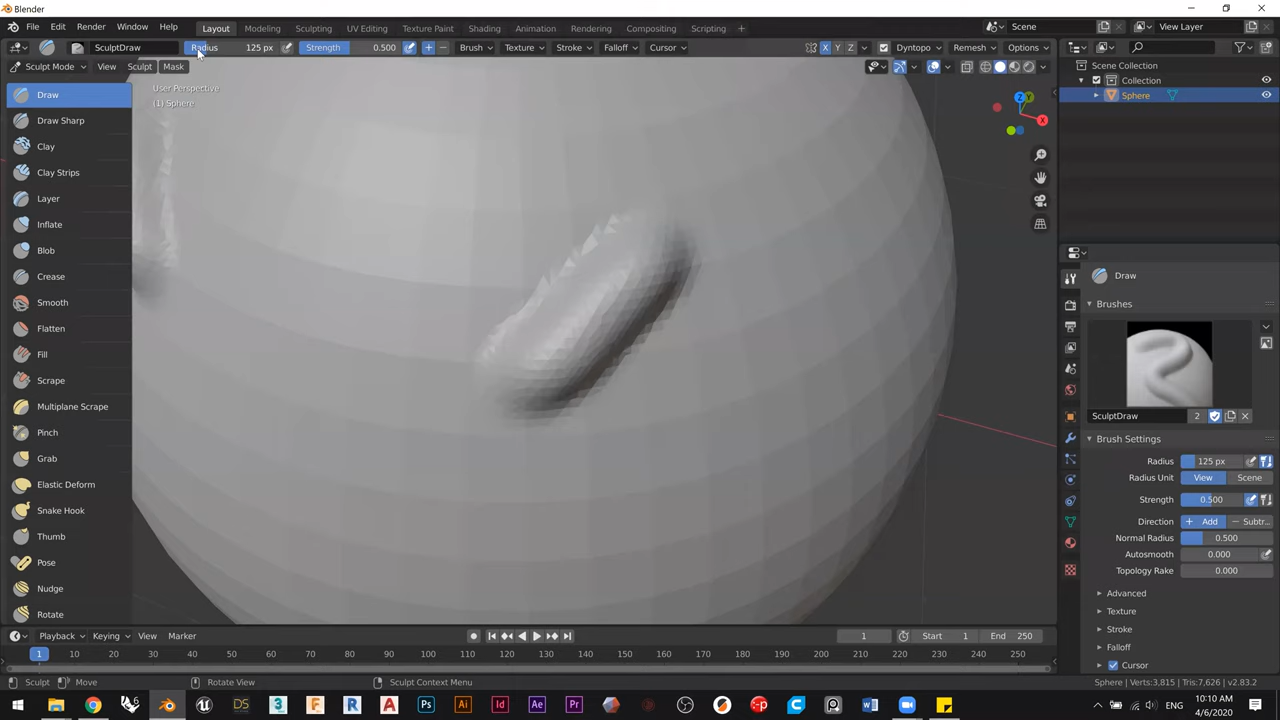 Blender
File Edit Render Window Help Layout Modeling Sculpting UV Editing Texture Paint Shading Animation Rendering Compositing Scripting Scene View Layer
SculptDraw Radius 125 px Strength 0.500 Brush Texture Stroke Falloff Cursor X Y Z Dyntopo Remesh Options
Sculpt Mode View Sculpt Mask
Scene Collection
Collection
Sphere
User Perspective
(1) Sphere
Draw
Draw Sharp
Clay
Clay Strips
Layer
Inflate
Blob
Crease
Smooth
Flatten
Fill
Scrape
Multiplane Scrape
Pinch
Grab
Elastic Deform
Snake Hook
Thumb
Pose
Nudge
Rotate
Z
Y
X
Draw
Brushes
SculptDraw 2
Brush Settings
Radius 125 px
Radius Unit View Scene
Strength 0.500
Direction + Add − Subtr...
Normal Radius 0.500
Autosmooth 0.000
Topology Rake 0.000
Advanced
Texture
Stroke
Falloff
Cursor
Playback Keying View Marker 1 Start 1 End 250
1 10 20 30 40 50 60 70 80 90 100 110 120 130 140 150 160 170 180 190 200 210 220 230 240 250
Sculpt Move Rotate View Sculpt Context Menu Sphere | Verts:3,815 | Tris:7,626 | v2.83.2
DS 3 F R A Ps Ai Id Ae Pr ENG 10:10 AM
4/6/2020